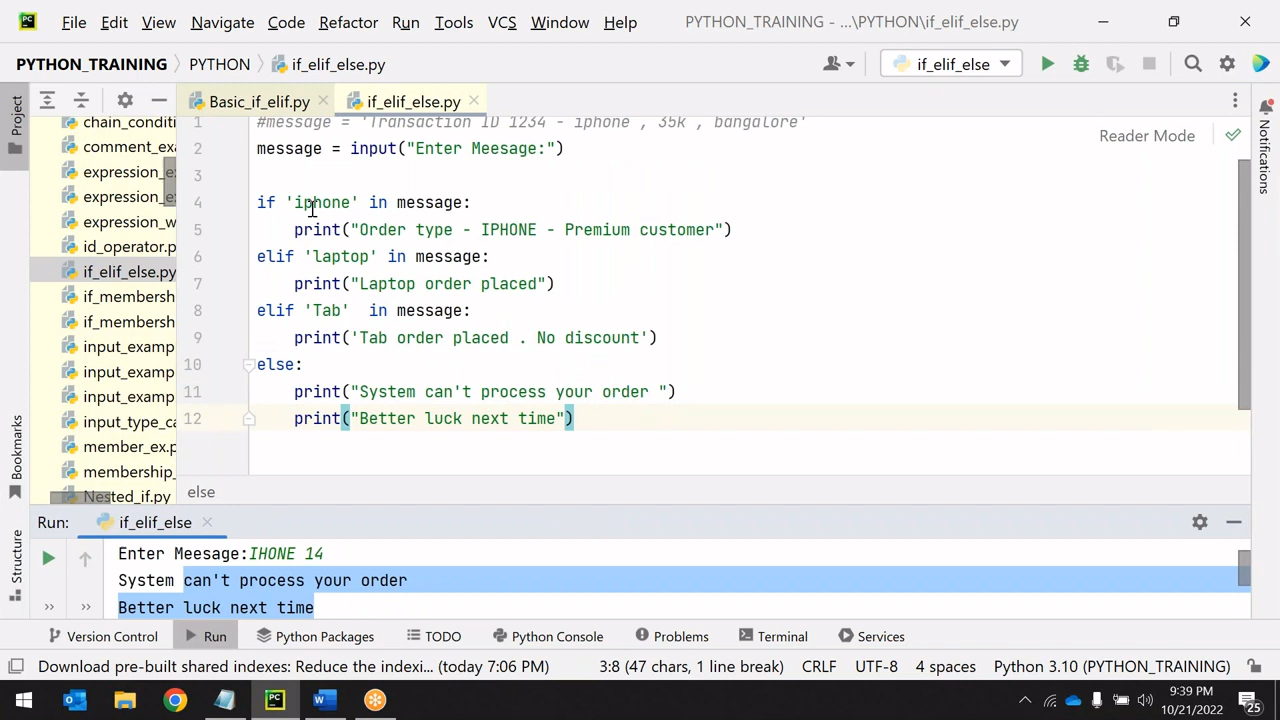 PC File Edit View Navigate Code Refactor Run Tools VCS Window Help PYTHON_TRAINING - ...\PYTHON\if_elif_else.py
PYTHON_TRAINING PYTHON if_elif_else.py if_elif_else
Project
Basic_if_elif.py if_elif_else.py
Notifications
Reader Mode
chain_conditi
comment_exa
expression_ex
expression_ex
expression_w
id_operator.p
if_elif_else.py
if_membersh
if_membersh
input_examp
input_examp
input_examp
input_type_ca
member_ex.p
membership_
Nested_if.py
1 #message = 'Transaction ID 1234 - iphone , 35k , bangalore'
2 message = input("Enter Meesage:")
3
4 if 'iphone' in message:
5 print("Order type - IPHONE - Premium customer")
6 elif 'laptop' in message:
7 print("Laptop order placed")
8 elif 'Tab'  in message:
9 print('Tab order placed . No discount')
10 else:
11 print("System can't process your order ")
12 print("Better luck next time")
else
Bookmarks
Structure
Run: if_elif_else
Enter Meesage:IHONE 14
System can't process your order
Better luck next time
Version Control Run Python Packages TODO Python Console Problems Terminal Services
Download pre-built shared indexes: Reduce the indexi... (today 7:06 PM) 3:8 (47 chars, 1 line break) CRLF UTF-8 4 spaces Python 3.10 (PYTHON_TRAINING)
9:39 PM
10/21/2022
25